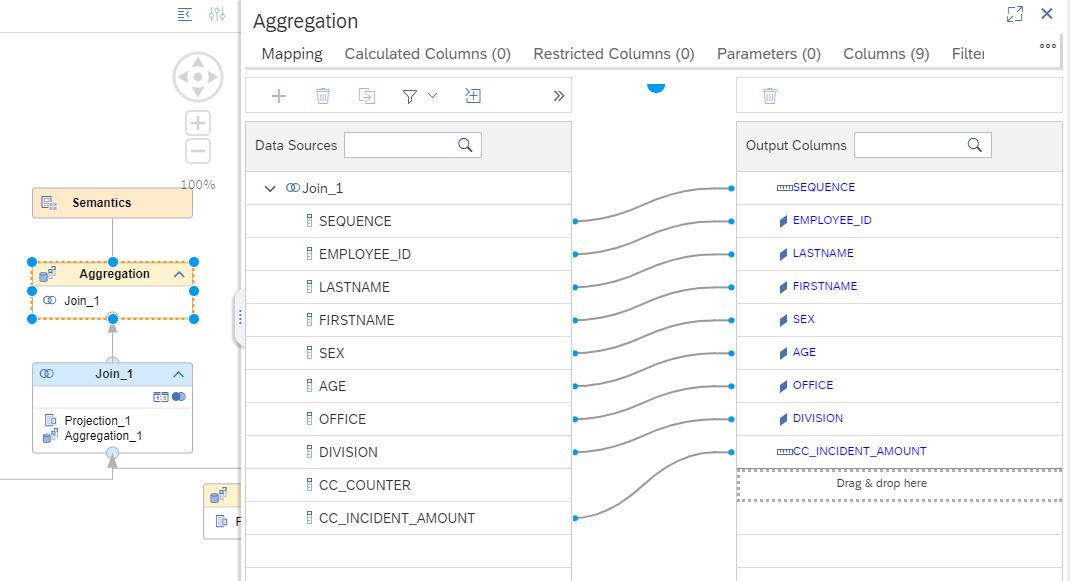 Aggregation
Mapping Calculated Columns (0) Restricted Columns (0) Parameters (0) Columns (9) Filter
Data Sources
Output Columns
Join_1
SEQUENCE
EMPLOYEE_ID
LASTNAME
FIRSTNAME
SEX
AGE
OFFICE
DIVISION
CC_COUNTER
CC_INCIDENT_AMOUNT
SEQUENCE
EMPLOYEE_ID
LASTNAME
FIRSTNAME
SEX
AGE
OFFICE
DIVISION
CC_INCIDENT_AMOUNT
Drag & drop here
100%
Semantics
Aggregation
Join_1
Join_1
Projection_1
Aggregation_1